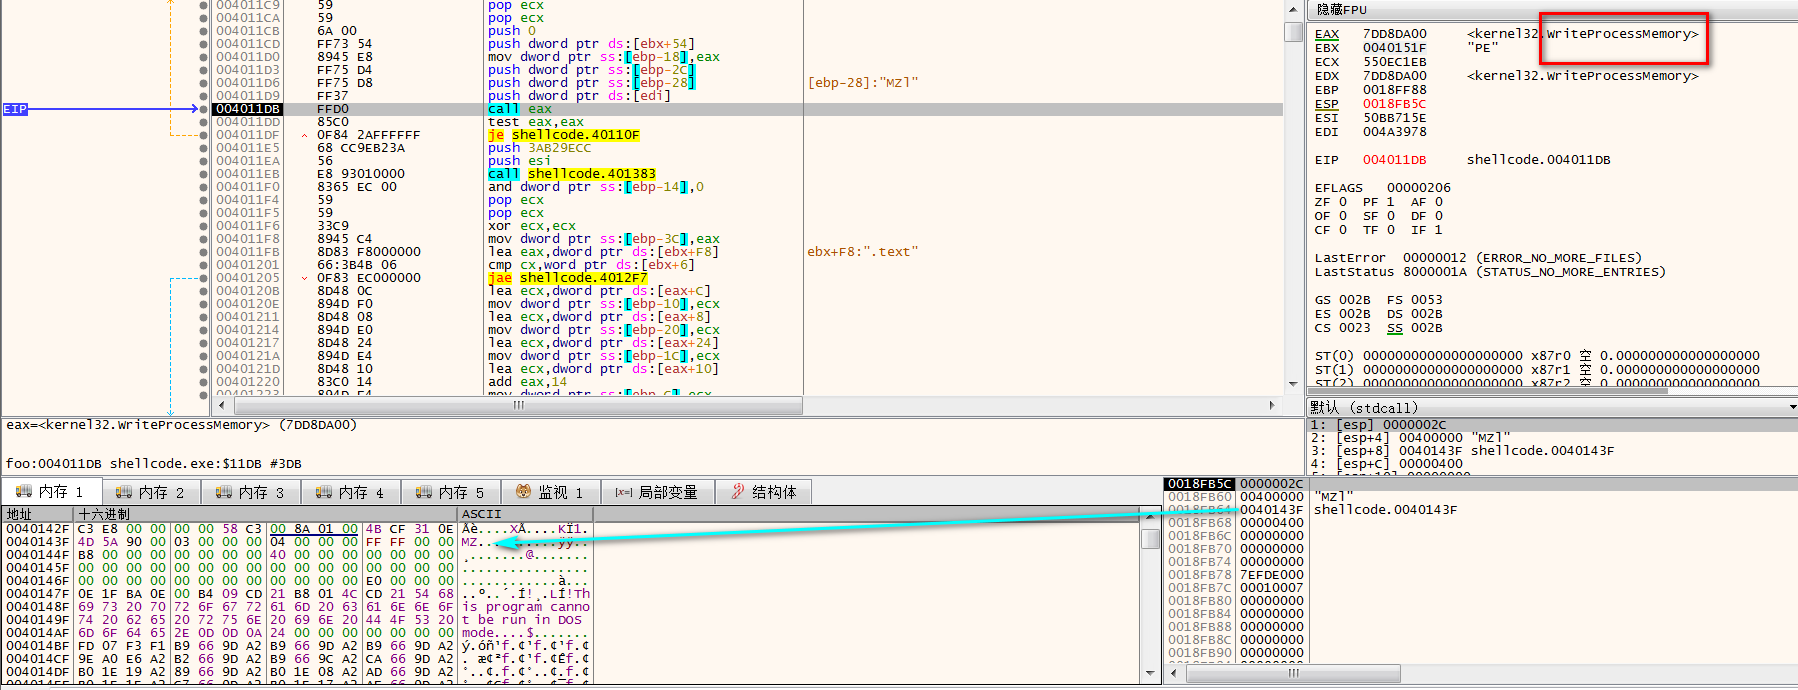 004011C9 59 pop ecx
004011CA 59 pop ecx
004011CB 6A 00 push 0
004011CD FF73 54 push dword ptr ds:[ebx+54]
004011D0 8945 E8 mov dword ptr ss:[ebp-18],eax
004011D3 FF75 D4 push dword ptr ss:[ebp-2C]
004011D6 FF75 D8 push dword ptr ss:[ebp-28] [ebp-28]:"MZl"
004011D9 FF37 push dword ptr ds:[edi]
EIP 004011DB FFD0 call eax
004011DD 85C0 test eax,eax
004011DF 0F84 2AFFFFFF je shellcode.40110F
004011E5 68 CC9EB23A push 3AB29ECC
004011EA 56 push esi
004011EB E8 93010000 call shellcode.401383
004011F0 8365 EC 00 and dword ptr ss:[ebp-14],0
004011F4 59 pop ecx
004011F5 59 pop ecx
004011F6 33C9 xor ecx,ecx
004011F8 8945 C4 mov dword ptr ss:[ebp-3C],eax
004011FB 8D83 F8000000 lea eax,dword ptr ds:[ebx+F8] ebx+F8:".text"
00401201 66:3B4B 06 cmp cx,word ptr ds:[ebx+6]
00401205 0F83 EC000000 jae shellcode.4012F7
0040120B 8D48 0C lea ecx,dword ptr ds:[eax+C]
0040120E 894D F0 mov dword ptr ss:[ebp-10],ecx
00401211 8D48 08 lea ecx,dword ptr ds:[eax+8]
00401214 894D E0 mov dword ptr ss:[ebp-20],ecx
00401217 8D48 24 lea ecx,dword ptr ds:[eax+24]
0040121A 894D E4 mov dword ptr ss:[ebp-1C],ecx
0040121D 8D48 10 lea ecx,dword ptr ds:[eax+10]
00401220 83C0 14 add eax,14
隐藏FPU
EAX 7DD8DA00 <kernel32.WriteProcessMemory>
EBX 0040151F "PE"
ECX 550EC1EB
EDX 7DD8DA00 <kernel32.WriteProcessMemory>
EBP 0018FF88
ESP 0018FB5C
ESI 50BB715E
EDI 004A3978
EIP 004011DB shellcode.004011DB
EFLAGS 00000206
ZF 0 PF 1 AF 0
OF 0 SF 0 DF 0
CF 0 TF 0 IF 1
LastError 00000012 (ERROR_NO_MORE_FILES)
LastStatus 8000001A (STATUS_NO_MORE_ENTRIES)
GS 002B FS 0053
ES 002B DS 002B
CS 0023 SS 002B
ST(0) 00000000000000000000 x87r0 空 0.000000000000000000
ST(1) 00000000000000000000 x87r1 空 0.000000000000000000
ST(2) 00000000000000000000 x87r2 空 0.000000000000000000
eax=<kernel32.WriteProcessMemory> (7DD8DA00)
foo:004011DB shellcode.exe:$11DB #3DB
默认 (stdcall)
1: [esp] 0000002C
2: [esp+4] 00400000 "MZl"
3: [esp+8] 0040143F shellcode.0040143F
4: [esp+C] 00000400
内存 1 内存 2 内存 3 内存 4 内存 5 监视 1 [x=] 局部变量 结构体
地址 十六进制 ASCII
0040142F C3 E8 00 00 00 00 58 C3 00 8A 01 00 4B CF 31 0E Ãè....XÃ....KÏ1.
0040143F 4D 5A 90 00 03 00 00 00 04 00 00 00 FF FF 00 00 MZ..
0040144F B8 00 00 00 00 00 00 00 40 00 00 00 00 00 00 00 ¸.......@.......
0040145F 00 00 00 00 00 00 00 00 00 00 00 00 00 00 00 00 ................
0040146F 00 00 00 00 00 00 00 00 00 00 00 00 E0 00 00 00 ............à...
0040147F 0E 1F BA 0E 00 B4 09 CD 21 B8 01 4C CD 21 54 68 ..º..´.Í!¸.LÍ!Th
0040148F 69 73 20 70 72 6F 67 72 61 6D 20 63 61 6E 6E 6F is program canno
0040149F 74 20 62 65 20 72 75 6E 20 69 6E 20 44 4F 53 20 t be run in DOS
004014AF 6D 6F 64 65 2E 0D 0D 0A 24 00 00 00 00 00 00 00 mode....$.......
004014BF FD 07 F3 F1 B9 66 9D A2 B9 66 9D A2 B9 66 9D A2 ý.óñ¹f.¢¹f.¢¹f.¢
004014CF 9E A0 E6 A2 B2 66 9D A2 B9 66 9C A2 CA 66 9D A2
004014DF B0 1E 19 A2 89 66 9D A2 B0 1E 08 A2 AD 66 9D A2
0018FB5C 0000002C
0018FB60 00400000 "MZl"
0018FB64 0040143F shellcode.0040143F
0018FB68 00000400
0018FB6C 00000000
0018FB70 00000000
0018FB74 00000000
0018FB78 7EFDE000
0018FB7C 00010007
0018FB80 00000000
0018FB84 00000000
0018FB88 00000000
0018FB8C 00000000
0018FB90 00000000